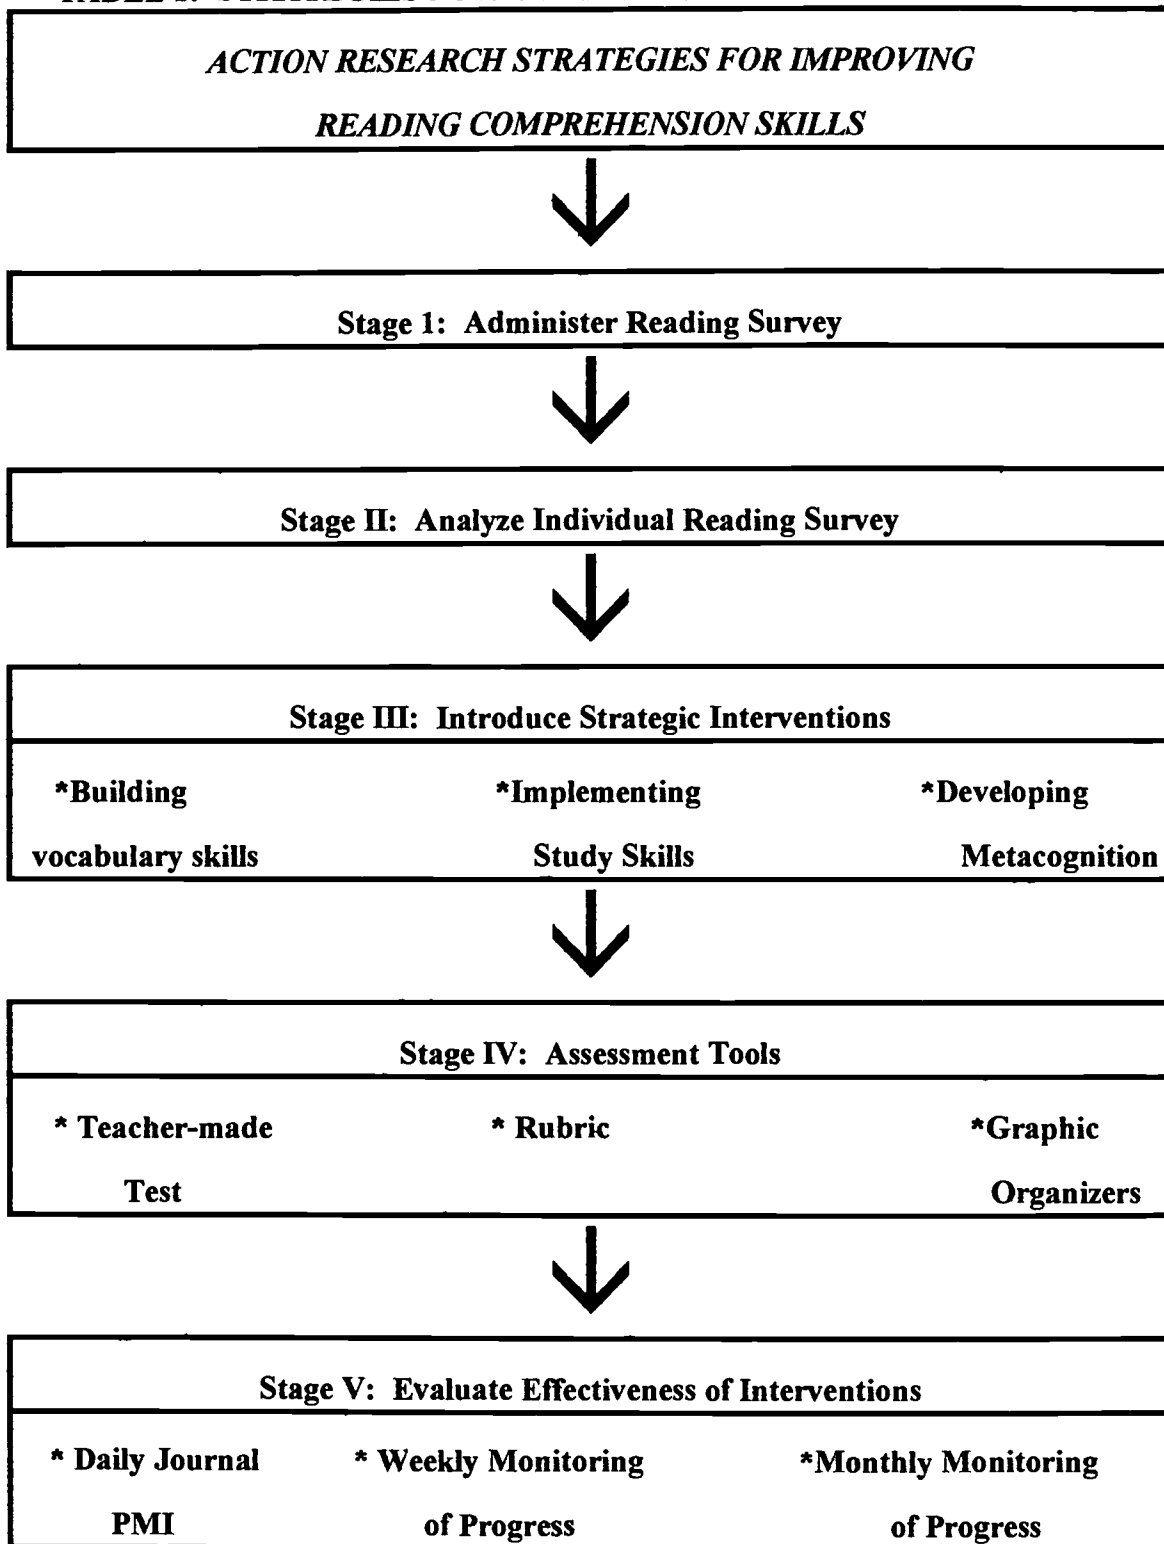 ACTION RESEARCH STRATEGIES FOR IMPROVING
READING COMPREHENSION SKILLS
Stage 1: Administer Reading Survey
Stage II: Analyze Individual Reading Survey
Stage III: Introduce Strategic Interventions
*Building *Implementing *Developing
vocabulary skills Study Skills Metacognition
Stage IV: Assessment Tools
* Teacher-made * Rubric *Graphic
Test Organizers
Stage V: Evaluate Effectiveness of Interventions
* Daily Journal * Weekly Monitoring *Monthly Monitoring
PMI of Progress of Progress